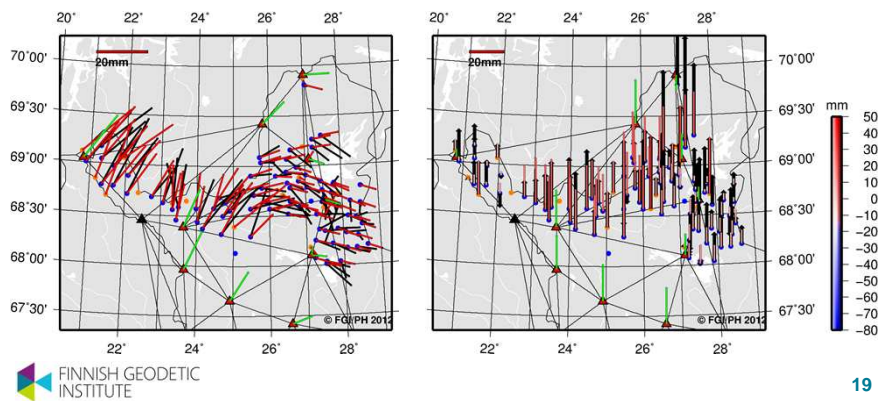 20° 22° 24° 26° 28°
20° 22° 24° 26° 28°
20mm
20mm
70°00'
69°30'
69°00'
68°30'
68°00'
67°30'
70°00'
69°30'
69°00'
68°30'
68°00'
67°30'
mm
50
40
30
20
10
0
-10
-20
-30
-40
-50
-60
-70
-80
© FGI/PH 2012
© FGI/PH 2012
22° 24° 26° 28°
22° 24° 26° 28°
FINNISH GEODETIC
INSTITUTE
19